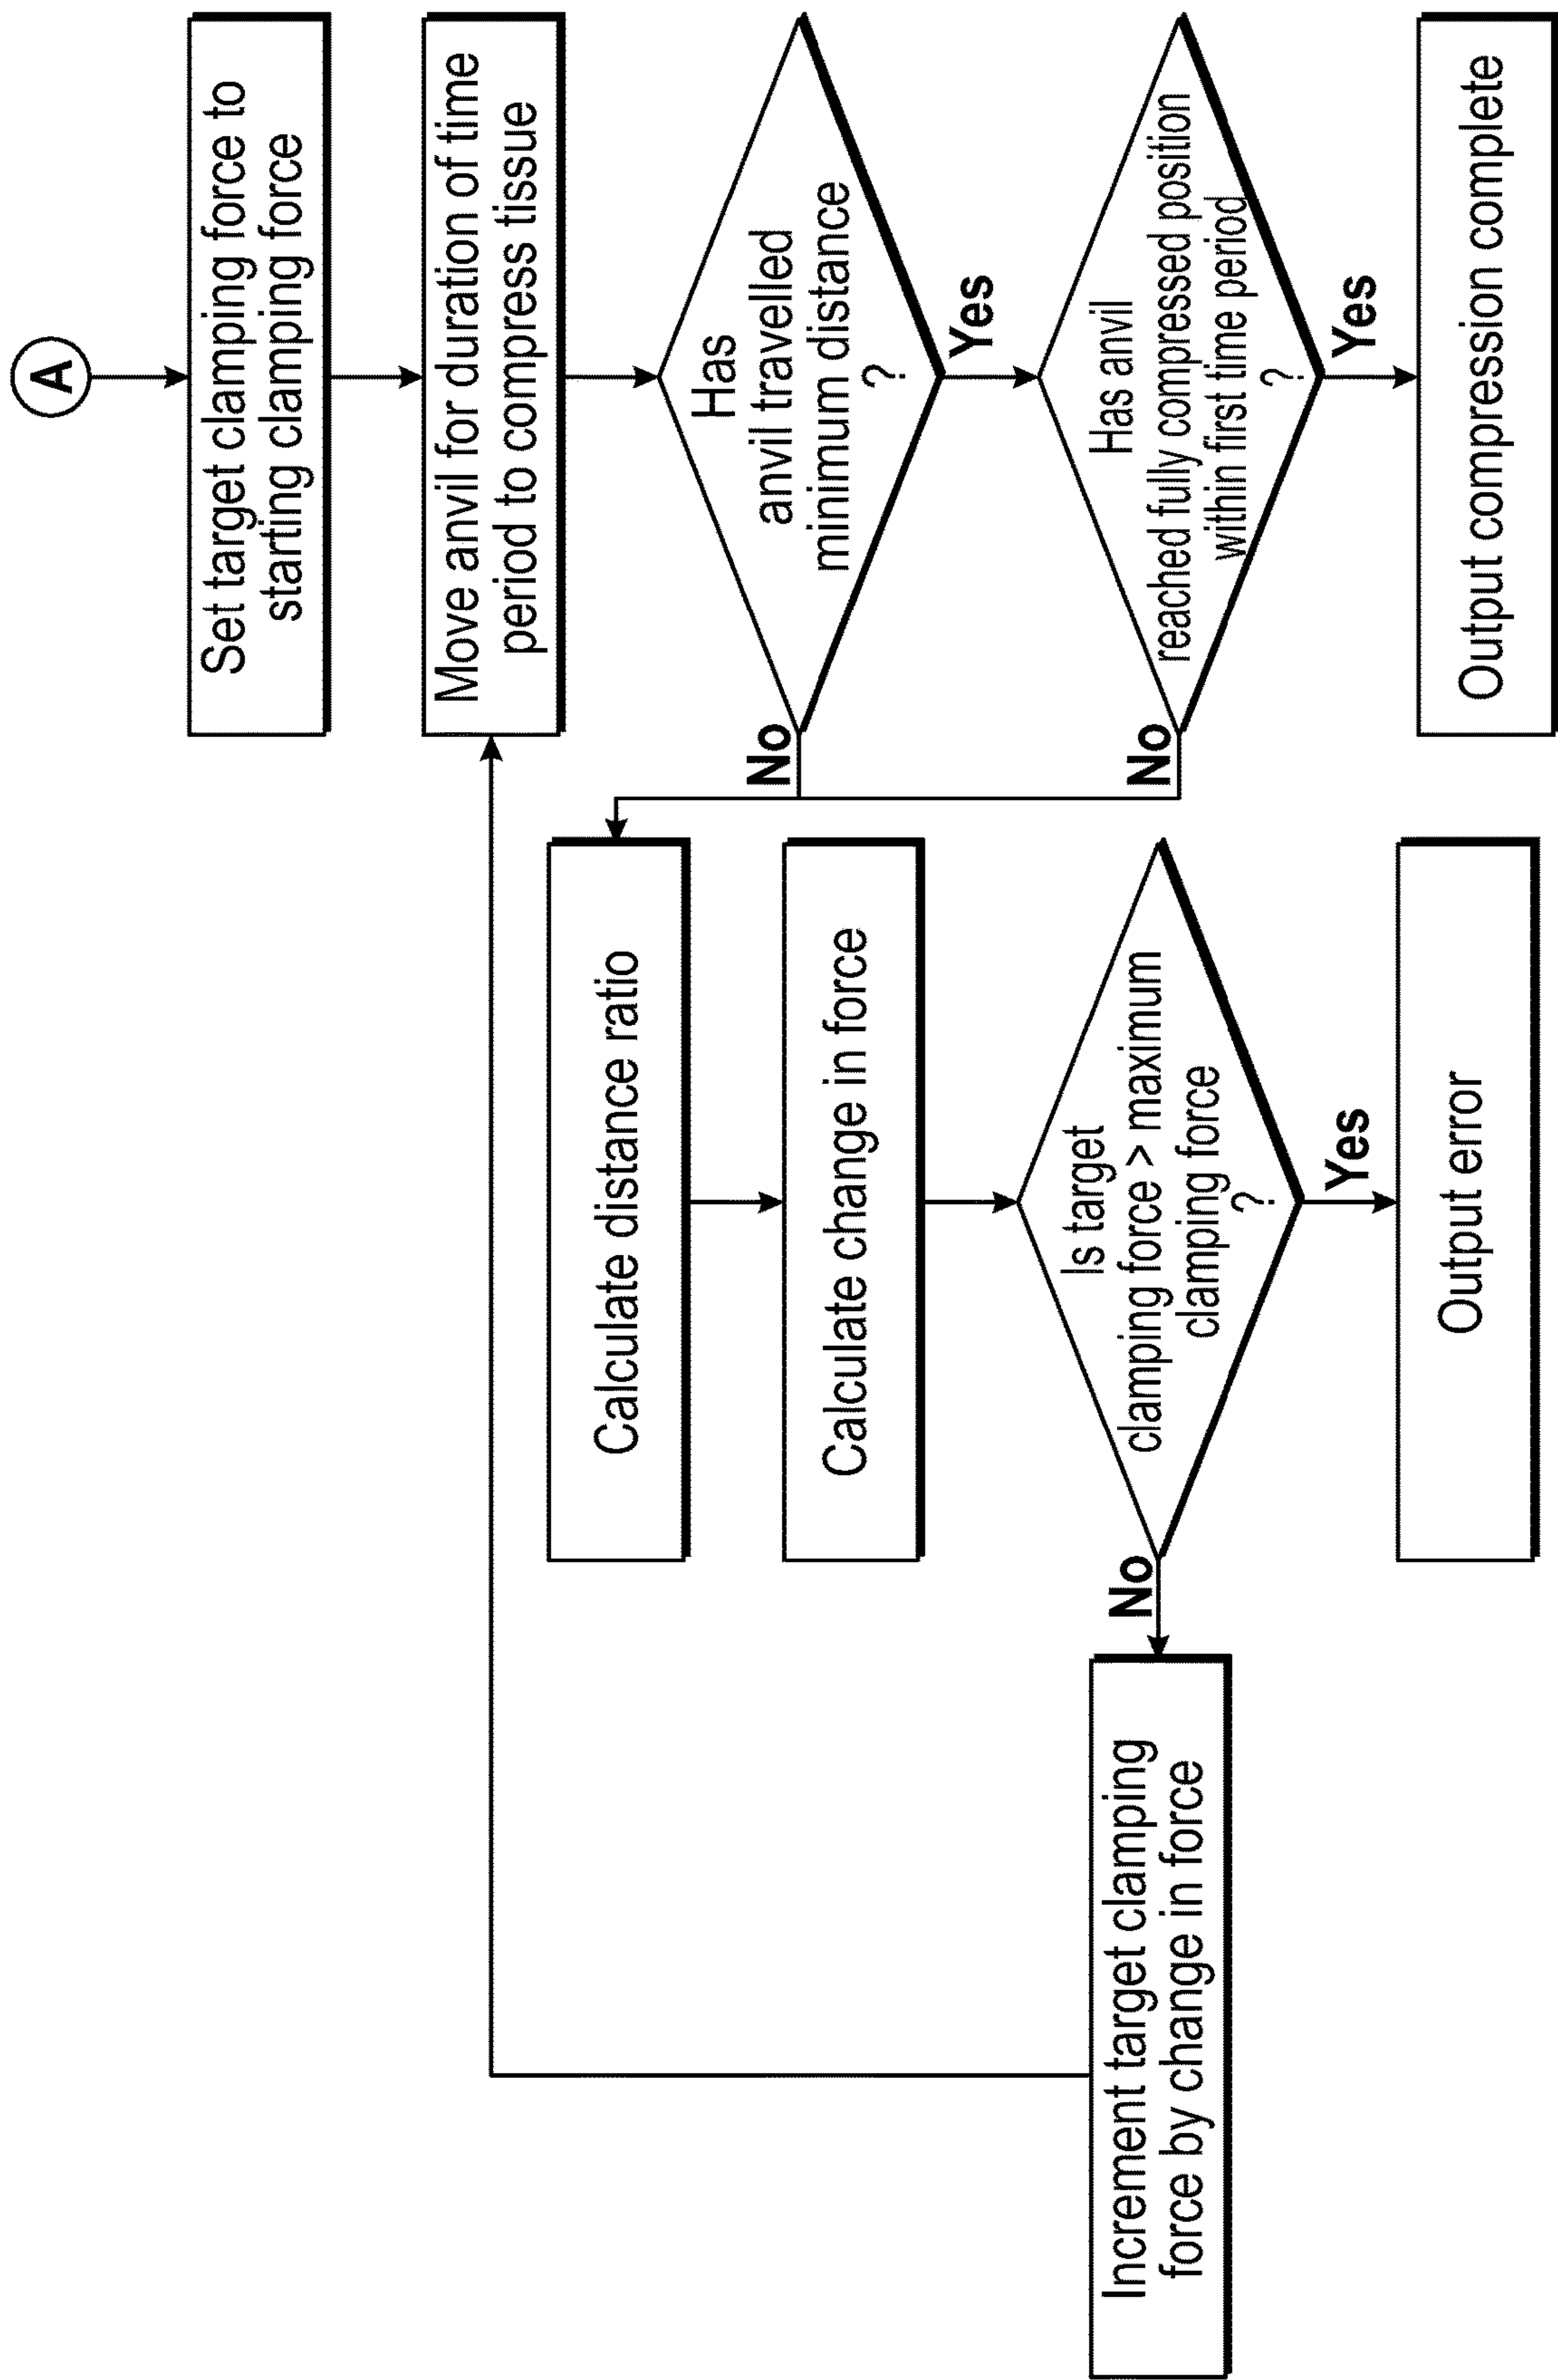 A
Set target clamping force to
starting clamping force
Move anvil for duration of time
period to compress tissue
Has
anvil travelled
minimum distance
?
No
Yes
Has anvil
reached fully compressed position
within first time period
?
No
Yes
Output compression complete
Calculate distance ratio
Calculate change in force
Is target
clamping force > maximum
clamping force
?
No
Yes
Output error
Increment target clamping
force by change in force